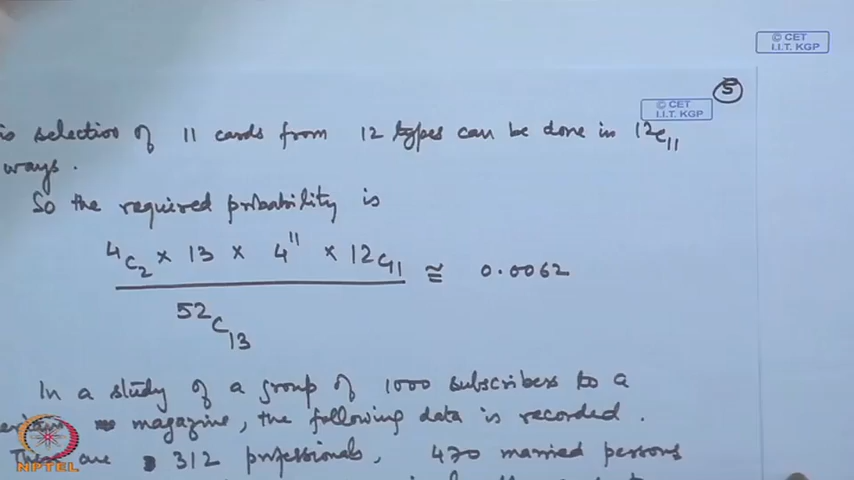 © CET
I.I.T. KGP
5
© CET
I.I.T. KGP
is selection of 11 cards from 12 types can be done in 12C11
ways.
So the required probability is
4C2 × 13 × 4^11 × 12C11
≅ 0.0062
52C13
In a study of a group of 1000 subscribers to a
magazine, the following data is recorded.
There are 312 professionals, 470 married persons
NPTEL